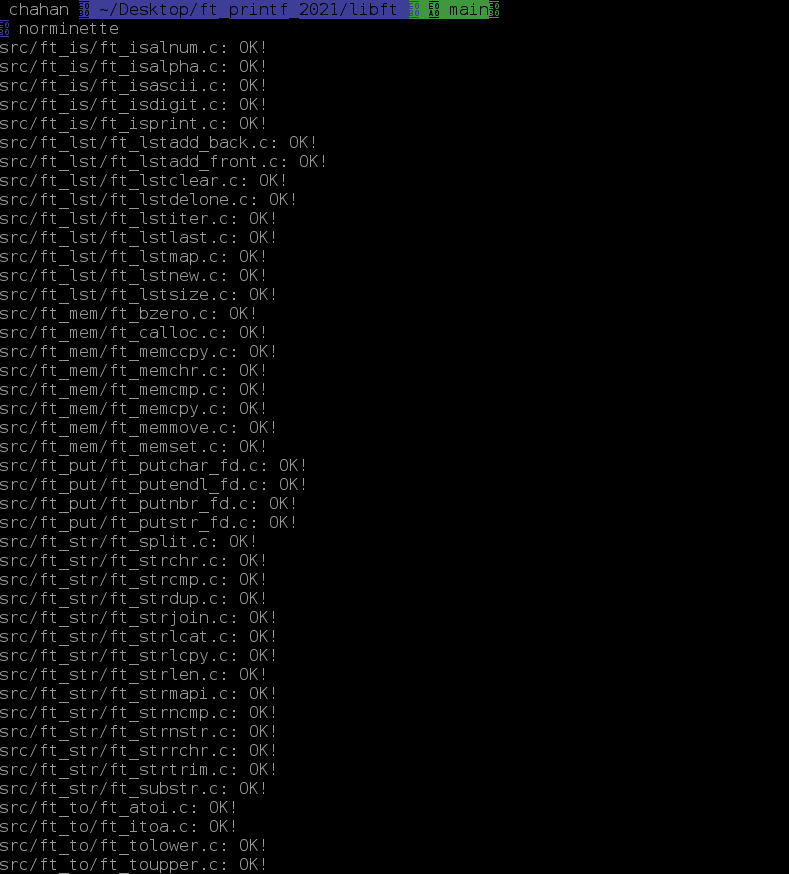 chahan ~/Desktop/ft_printf_2021/libft main
norminette
src/ft_is/ft_isalnum.c: OK!
src/ft_is/ft_isalpha.c: OK!
src/ft_is/ft_isascii.c: OK!
src/ft_is/ft_isdigit.c: OK!
src/ft_is/ft_isprint.c: OK!
src/ft_lst/ft_lstadd_back.c: OK!
src/ft_lst/ft_lstadd_front.c: OK!
src/ft_lst/ft_lstclear.c: OK!
src/ft_lst/ft_lstdelone.c: OK!
src/ft_lst/ft_lstiter.c: OK!
src/ft_lst/ft_lstlast.c: OK!
src/ft_lst/ft_lstmap.c: OK!
src/ft_lst/ft_lstnew.c: OK!
src/ft_lst/ft_lstsize.c: OK!
src/ft_mem/ft_bzero.c: OK!
src/ft_mem/ft_calloc.c: OK!
src/ft_mem/ft_memccpy.c: OK!
src/ft_mem/ft_memchr.c: OK!
src/ft_mem/ft_memcmp.c: OK!
src/ft_mem/ft_memcpy.c: OK!
src/ft_mem/ft_memmove.c: OK!
src/ft_mem/ft_memset.c: OK!
src/ft_put/ft_putchar_fd.c: OK!
src/ft_put/ft_putendl_fd.c: OK!
src/ft_put/ft_putnbr_fd.c: OK!
src/ft_put/ft_putstr_fd.c: OK!
src/ft_str/ft_split.c: OK!
src/ft_str/ft_strchr.c: OK!
src/ft_str/ft_strcmp.c: OK!
src/ft_str/ft_strdup.c: OK!
src/ft_str/ft_strjoin.c: OK!
src/ft_str/ft_strlcat.c: OK!
src/ft_str/ft_strlcpy.c: OK!
src/ft_str/ft_strlen.c: OK!
src/ft_str/ft_strmapi.c: OK!
src/ft_str/ft_strncmp.c: OK!
src/ft_str/ft_strnstr.c: OK!
src/ft_str/ft_strrchr.c: OK!
src/ft_str/ft_strtrim.c: OK!
src/ft_str/ft_substr.c: OK!
src/ft_to/ft_atoi.c: OK!
src/ft_to/ft_itoa.c: OK!
src/ft_to/ft_tolower.c: OK!
src/ft_to/ft_toupper.c: OK!